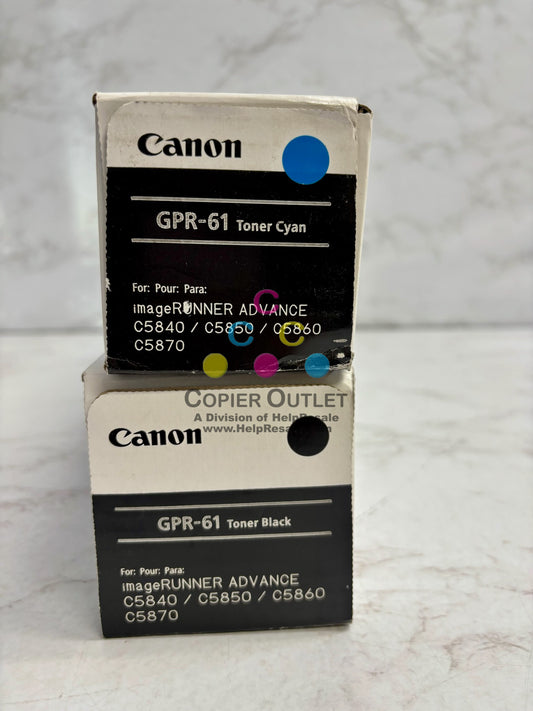 Canon
GPR-61 Toner Cyan
For: Pour: Para:
imageRUNNER ADVANCE
C5840 / C5850 / C5860
C5870
C
C C
COPIER OUTLET
A Division of HelpResale
www.HelpResale.com
Canon
GPR-61 Toner Black
For: Pour: Para:
imageRUNNER ADVANCE
C5840 / C5850 / C5860
C5870